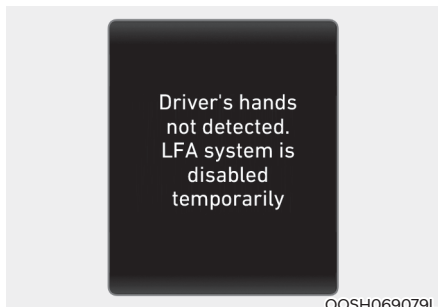 Driver's hands
not detected.
LFA system is
disabled
temporarily
OOSH069079L